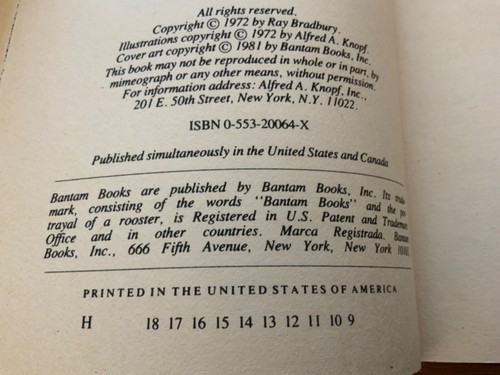 All rights reserved.
Copyright © 1972 by Ray Bradbury.
Illustrations copyright © 1972 by Alfred A. Knopf.
Cover art copyright © 1981 by Bantam Books, Inc.
This book may not be reproduced in whole or in part, by
mimeograph or any other means, without permission.
For information address: Alfred A. Knopf, Inc.,
201 E. 50th Street, New York, N.Y. 11022.
ISBN 0-553-20064-X
Published simultaneously in the United States and Canada
Bantam Books are published by Bantam Books, Inc. Its trade-
mark, consisting of the words "Bantam Books" and the por-
trayal of a rooster, is Registered in U.S. Patent and Trademark
Office and in other countries. Marca Registrada. Bantam
Books, Inc., 666 Fifth Avenue, New York, New York
PRINTED IN THE UNITED STATES OF AMERICA
H 18 17 16 15 14 13 12 11 10 9